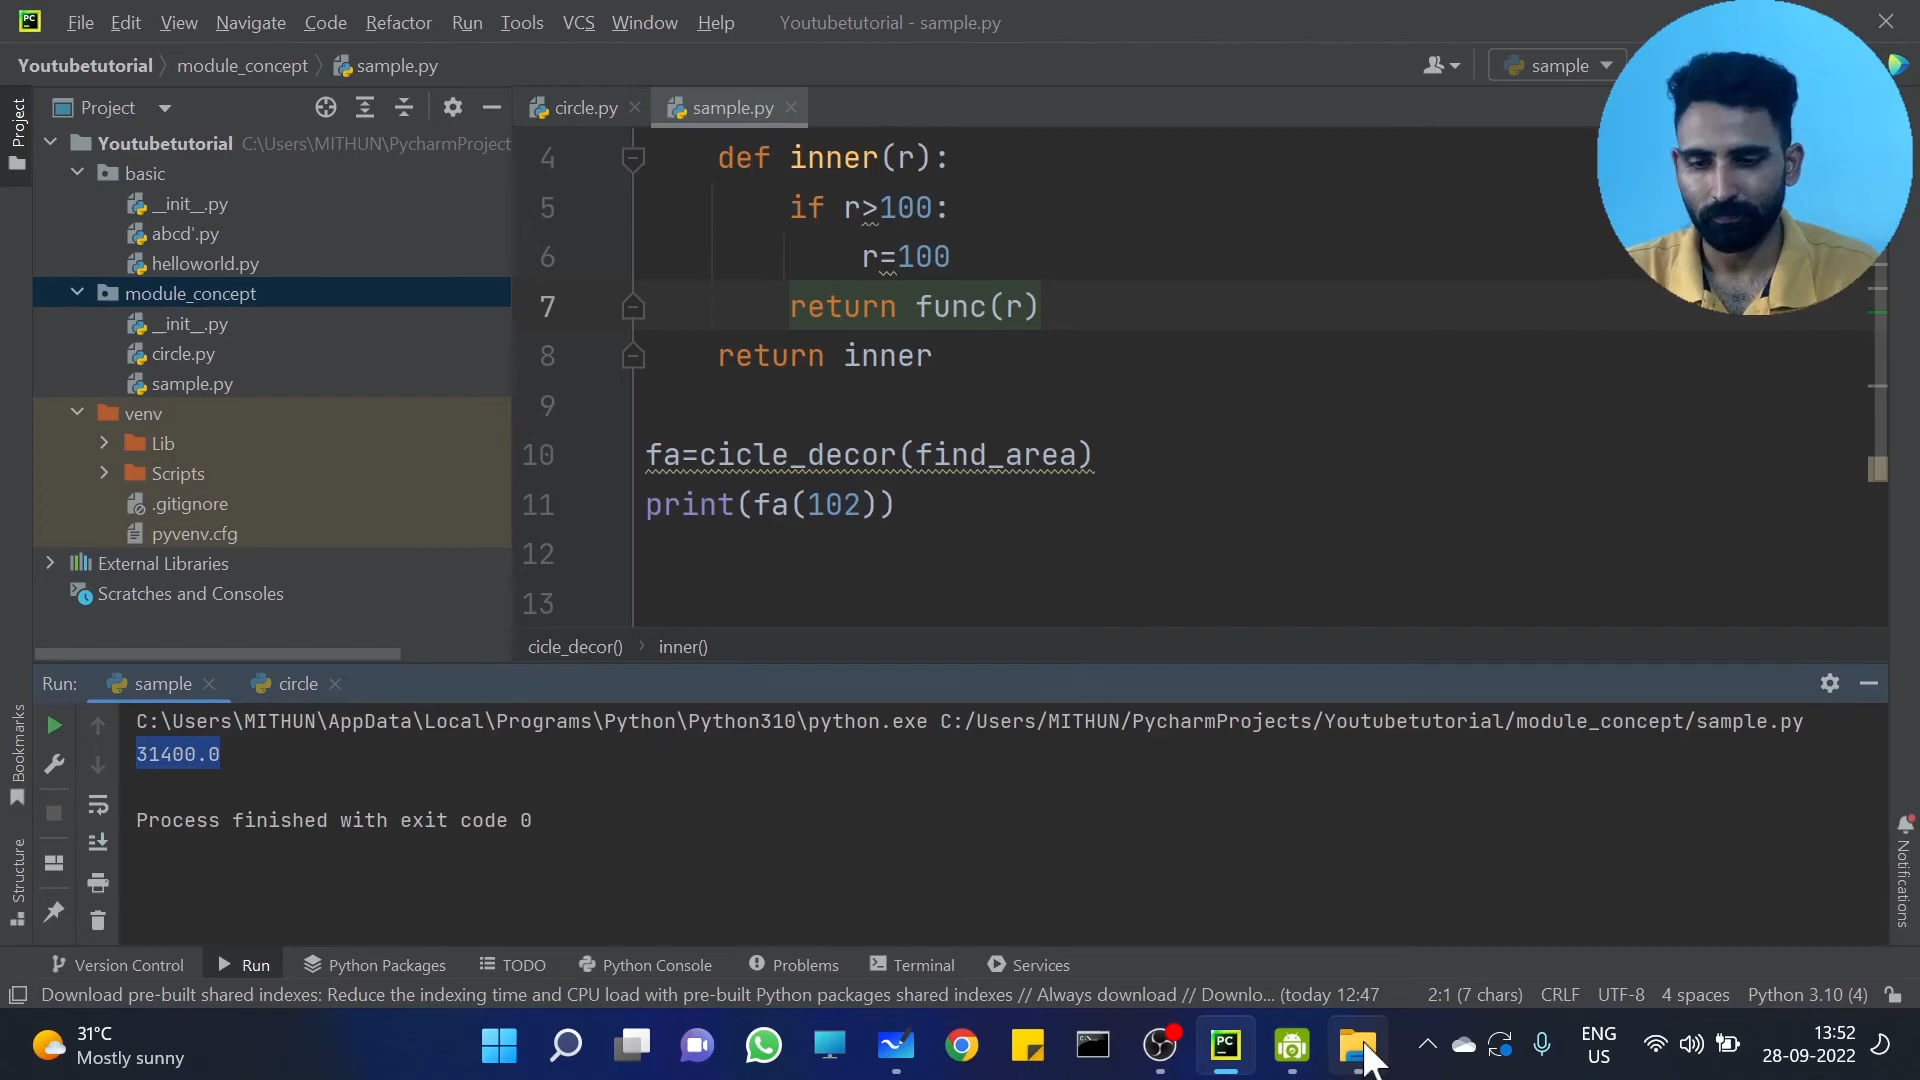 File Edit View Navigate Code Refactor Run Tools VCS Window Help Youtubetutorial - sample.py
Youtubetutorial module_concept sample.py
sample
Project
circle.py sample.py
Project
Youtubetutorial C:\Users\MITHUN\PycharmProject
basic
__init__.py
abcd'.py
helloworld.py
module_concept
__init__.py
circle.py
sample.py
venv
Lib
Scripts
.gitignore
pyvenv.cfg
External Libraries
Scratches and Consoles
4 def inner(r):
5 if r>100:
6 r=100
7 return func(r)
8 return inner
9
10 fa=cicle_decor(find_area)
11 print(fa(102))
12
13
cicle_decor() inner()
Run: sample circle
C:\Users\MITHUN\AppData\Local\Programs\Python\Python310\python.exe C:/Users/MITHUN/PycharmProjects/Youtubetutorial/module_concept/sample.py
31400.0
Process finished with exit code 0
Bookmarks
Structure
Notifications
Version Control Run Python Packages TODO Python Console Problems Terminal Services
Download pre-built shared indexes: Reduce the indexing time and CPU load with pre-built Python packages shared indexes // Always download // Downlo... (today 12:47 2:1 (7 chars) CRLF UTF-8 4 spaces Python 3.10 (4)
31°C
Mostly sunny
PC
ENG
US
13:52
28-09-2022